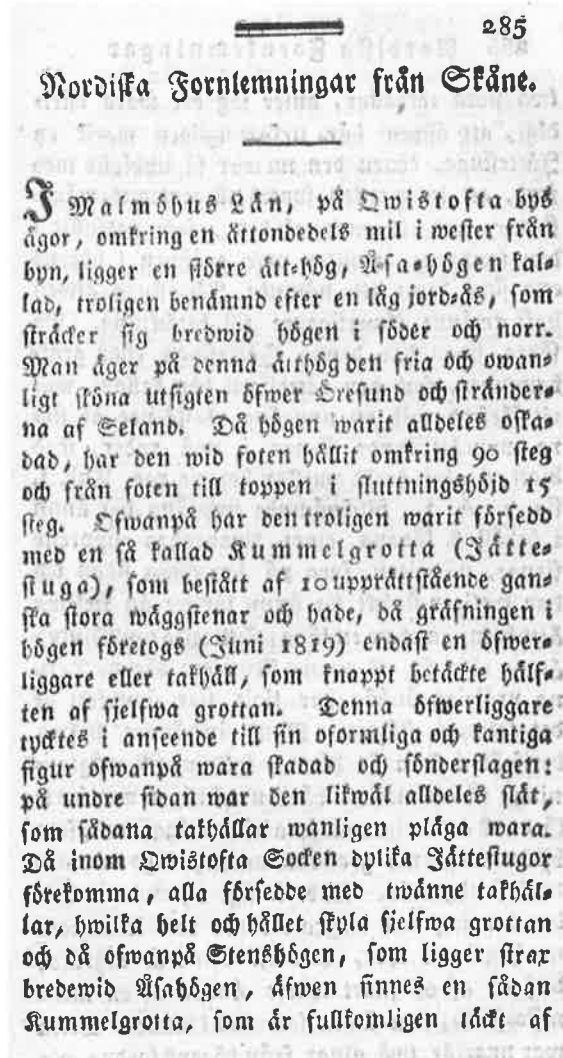 285
Nordiska Fornlemningar från Skåne.
I Malmöhus Län, på Qwistofta bys
ägor, omkring en åttondedels mil i wester från
byn, ligger en större ätt-hög, Åsa-högen kal-
lad, troligen benämnd efter en låg jord-ås, som
sträcker sig bredwid högen i söder och norr.
Man äger på denna ätthög den fria och owan-
ligt sköna utsigten öfwer Öresund och stränder-
na af Seland. Då högen warit alldeles oska-
dad, har den wid foten hållit omkring 90 steg
och från foten till toppen i sluttningshöjd 15
steg. Ofwanpå har den troligen warit försedd
med en så kallad Kummelgrotta (Jätte-
stuga), som bestått af 10 upprättstående gan-
ska stora wäggstenar och hade, då gräfningen i
högen företogs (Juni 1819) endast en öfwer-
liggare eller takhäll, som knappt betäckte hälf-
ten af sjelfwa grottan. Denna öfwerliggare
tycktes i anseende till sin oformliga och kantiga
figur ofwanpå wara skadad och sönderslagen:
på undre sidan war den likwäl alldeles slät,
som sådana takhällar wanligen pläga wara.
Då inom Qwistofta Socken dylika Jättestugor
förekomma, alla försedde med twänne takhäl-
lar, hwilka helt och hållet skyla sjelfwa grottan
och då ofwanpå Stenshögen, som ligger strax
bredewid Åsahögen, äfwen finnes en sådan
Kummelgrotta, som är fullkomligen täckt af